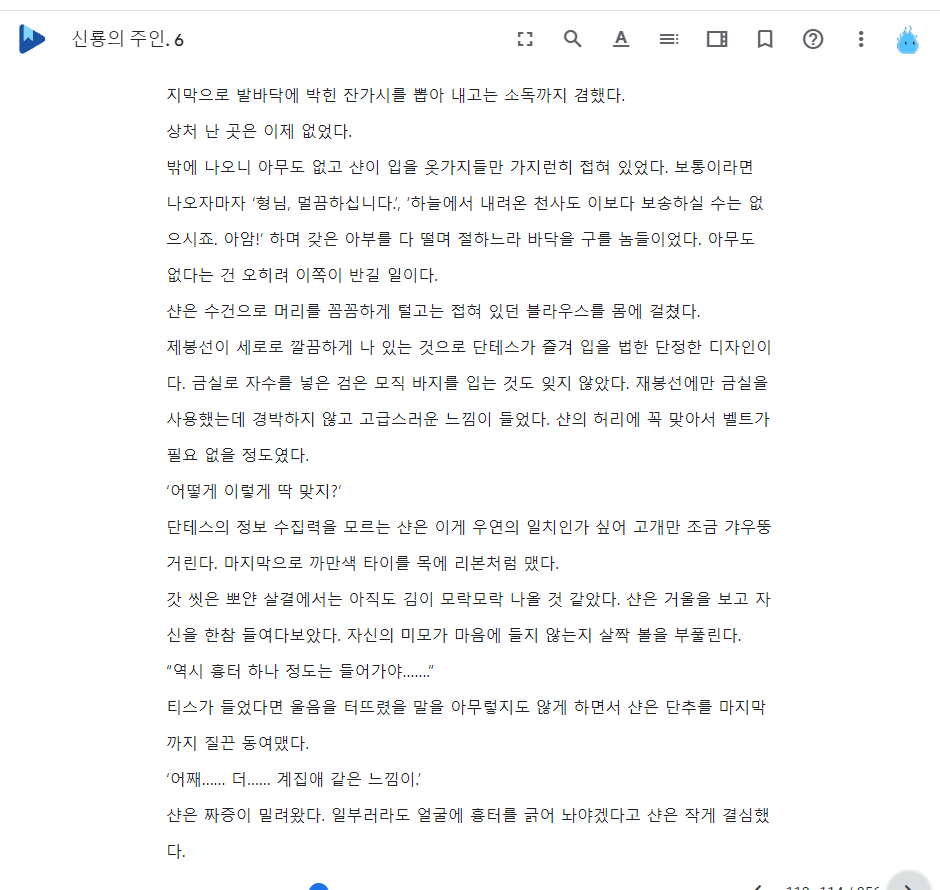 신룡의 주인. 6
지막으로 발바닥에 박힌 잔가시를 뽑아 내고는 소독까지 겸했다.
상처 난 곳은 이제 없었다.
밖에 나오니 아무도 없고 샨이 입을 옷가지들만 가지런히 접혀 있었다. 보통이라면
나오자마자 ‘형님, 멀끔하십니다.’, ‘하늘에서 내려온 천사도 이보다 보송하실 수는 없
으시죠. 아암!’ 하며 갖은 아부를 다 떨며 절하느라 바닥을 구를 놈들이었다. 아무도
없다는 건 오히려 이쪽이 반길 일이다.
샨은 수건으로 머리를 꼼꼼하게 털고는 접혀 있던 블라우스를 몸에 걸쳤다.
제봉선이 세로로 깔끔하게 나 있는 것으로 단테스가 즐겨 입을 법한 단정한 디자인이
다. 금실로 자수를 넣은 검은 모직 바지를 입는 것도 잊지 않았다. 재봉선에만 금실을
사용했는데 경박하지 않고 고급스러운 느낌이 들었다. 샨의 허리에 꼭 맞아서 벨트가
필요 없을 정도였다.
‘어떻게 이렇게 딱 맞지?’
단테스의 정보 수집력을 모르는 샨은 이게 우연의 일치인가 싶어 고개만 조금 갸우뚱
거린다. 마지막으로 까만색 타이를 목에 리본처럼 맸다.
갓 씻은 뽀얀 살결에서는 아직도 김이 모락모락 나올 것 같았다. 샨은 거울을 보고 자
신을 한참 들여다보았다. 자신의 미모가 마음에 들지 않는지 살짝 볼을 부풀린다.
“역시 흉터 하나 정도는 들어가야…….”
티스가 들었다면 울음을 터뜨렸을 말을 아무렇지도 않게 하면서 샨은 단추를 마지막
까지 질끈 동여맸다.
‘어째…… 더…… 계집애 같은 느낌이.’
샨은 짜증이 밀려왔다. 일부러라도 얼굴에 흉터를 긁어 놔야겠다고 샨은 작게 결심했
다.